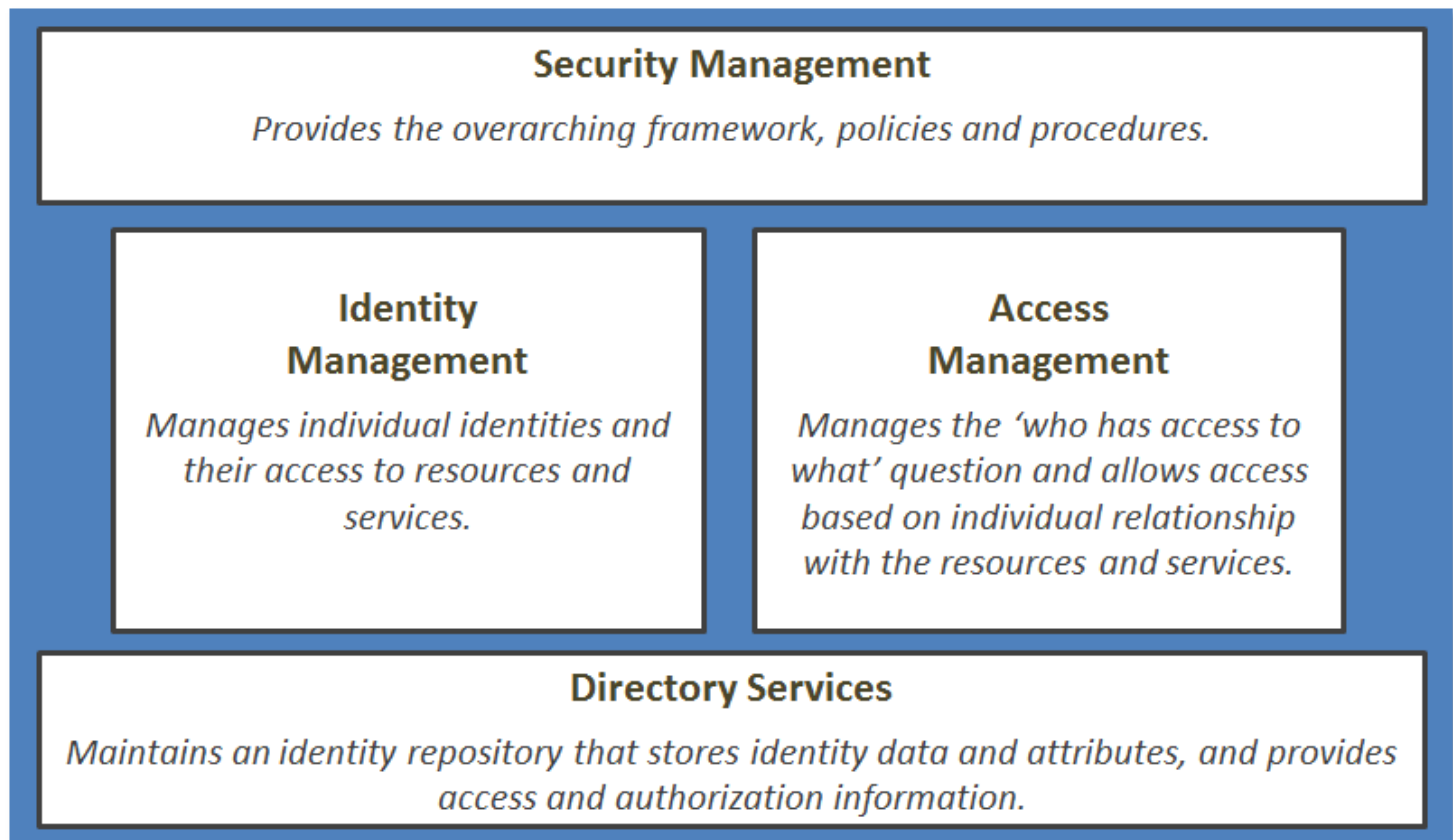 Security Management
Provides the overarching framework, policies and procedures.
Identity
Management
Manages individual identities and
their access to resources and
services.
Access
Management
Manages the ‘who has access to
what’ question and allows access
based on individual relationship
with the resources and services.
Directory Services
Maintains an identity repository that stores identity data and attributes, and provides
access and authorization information.